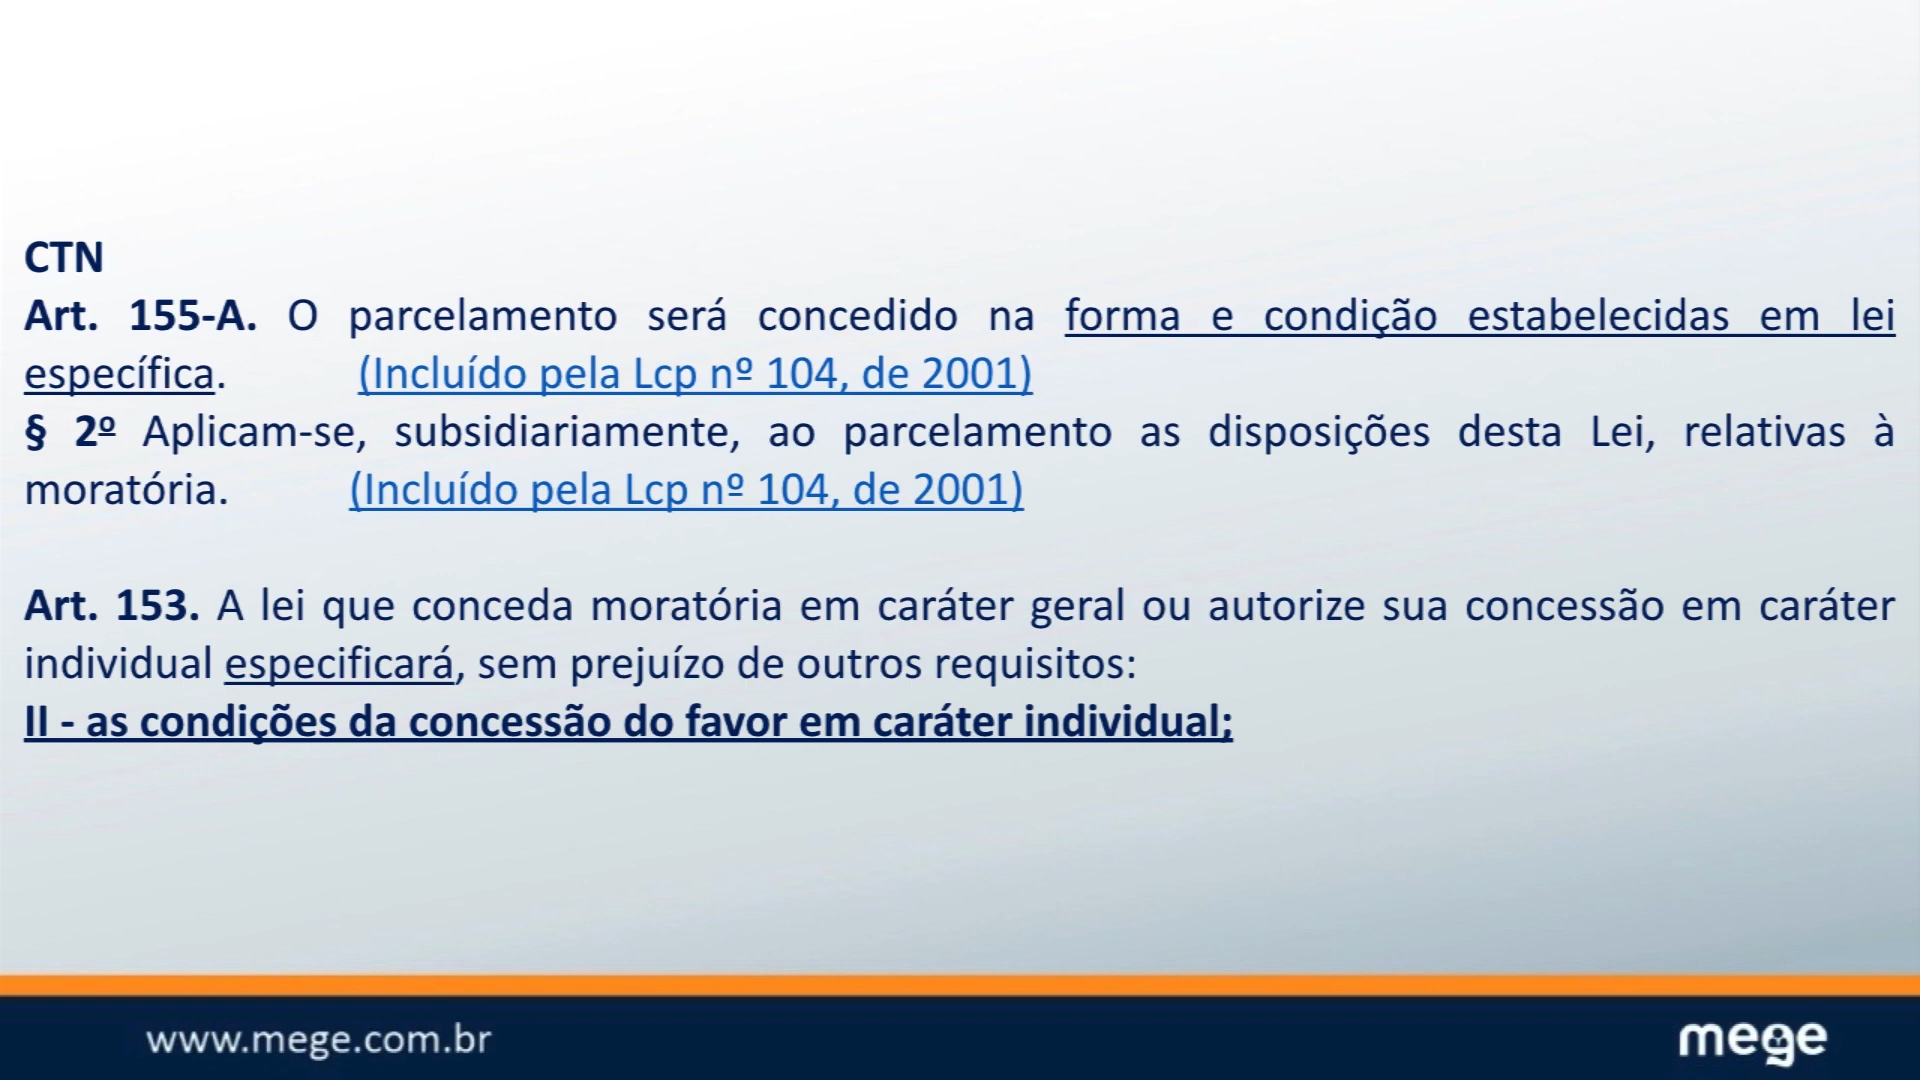 CTN
Art. 155-A. O parcelamento será concedido na forma e condição estabelecidas em lei
específica. (Incluído pela Lcp nº 104, de 2001)
§ 2º Aplicam-se, subsidiariamente, ao parcelamento as disposições desta Lei, relativas à
moratória. (Incluído pela Lcp nº 104, de 2001)
Art. 153. A lei que conceda moratória em caráter geral ou autorize sua concessão em caráter
individual especificará, sem prejuízo de outros requisitos:
II - as condições da concessão do favor em caráter individual;
www.mege.com.br
mege